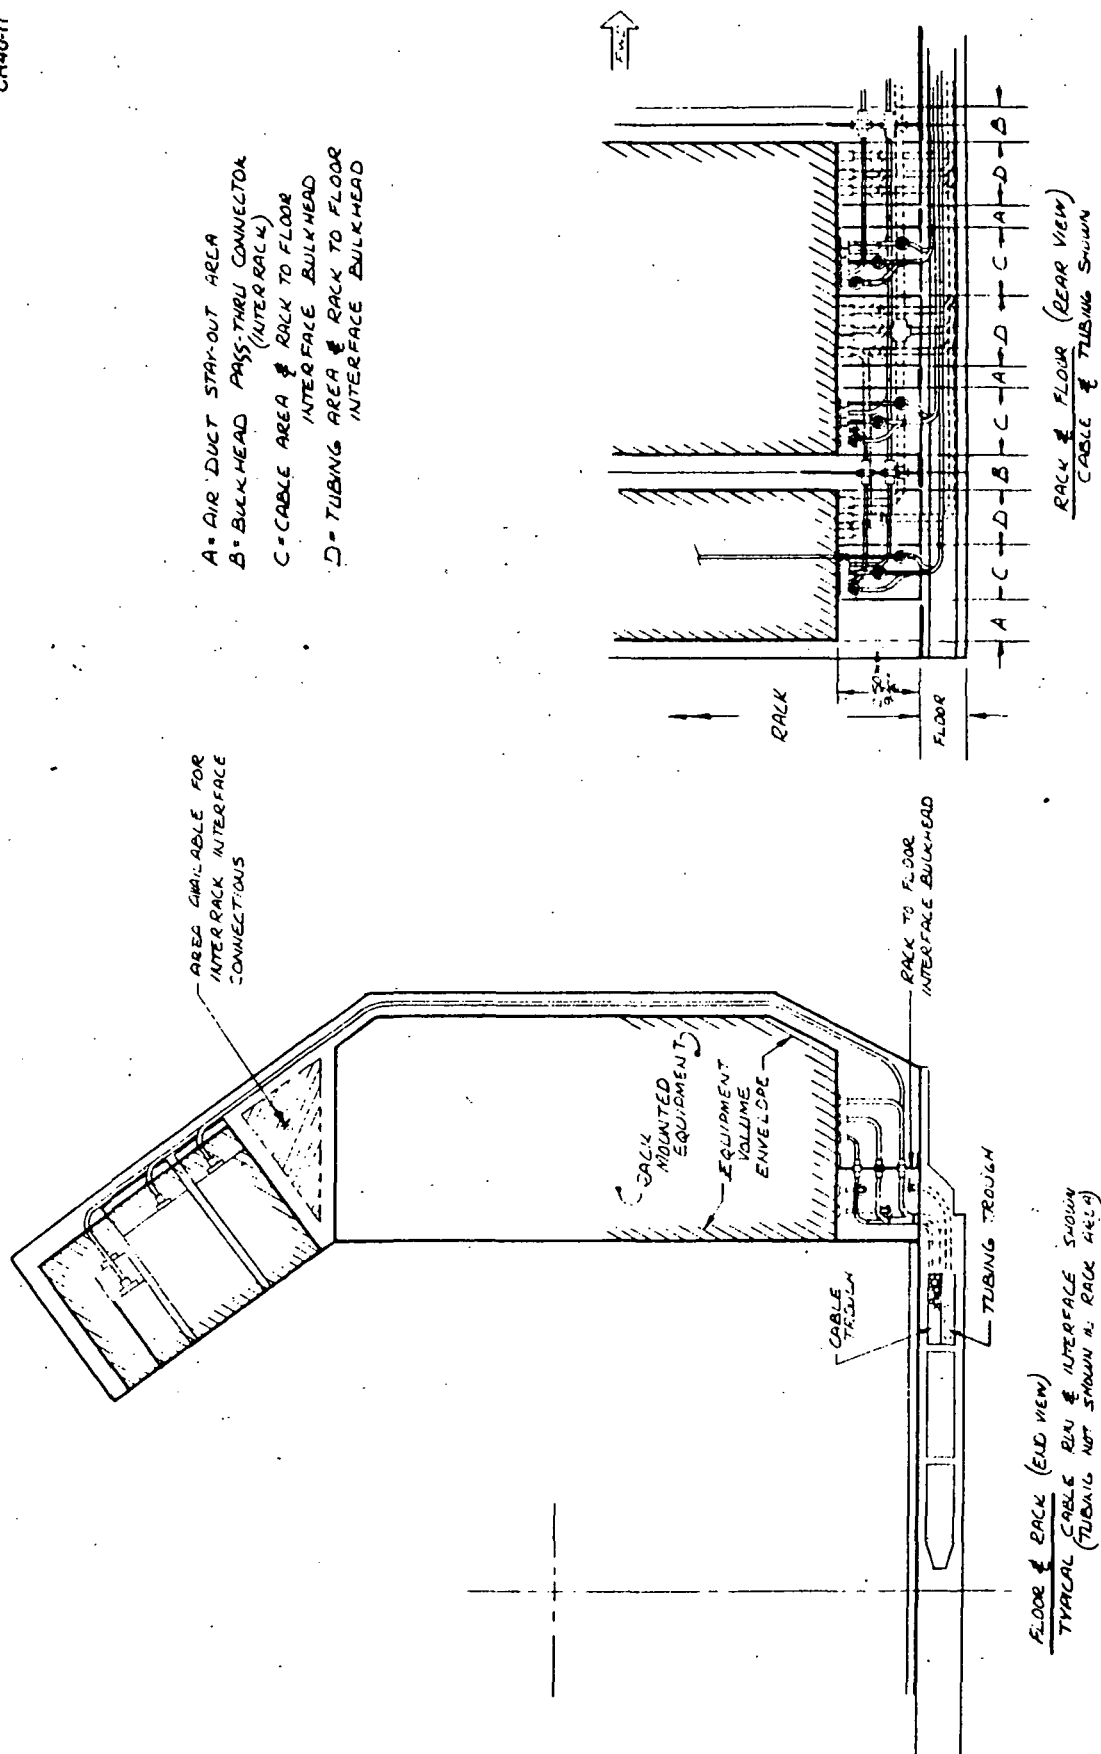 FWD
A = AIR DUCT STAY-OUT AREA
B = BULKHEAD PASS-THRU CONNECTOR
(INTERRACK)
C = CABLE AREA & RACK TO FLOOR
INTERFACE BULKHEAD
D = TUBING AREA & RACK TO FLOOR
INTERFACE BULKHEAD
AREA AVAILABLE FOR
INTERRACK INTERFACE
CONNECTIONS
RACK
MOUNTED
EQUIPMENT
EQUIPMENT
VOLUME
ENVELOPE
RACK TO FLOOR
INTERFACE BULKHEAD
CABLE
TROUGH
TUBING TROUGH
FLOOR & RACK (END VIEW)
TYPICAL CABLE RUN & INTERFACE SHOWN
(TUBING NOT SHOWN IN RACK AREA)
RACK
FLOOR
A C D B C A D C A D B
RACK & FLOOR (REAR VIEW)
CABLE & TUBING SHOWN